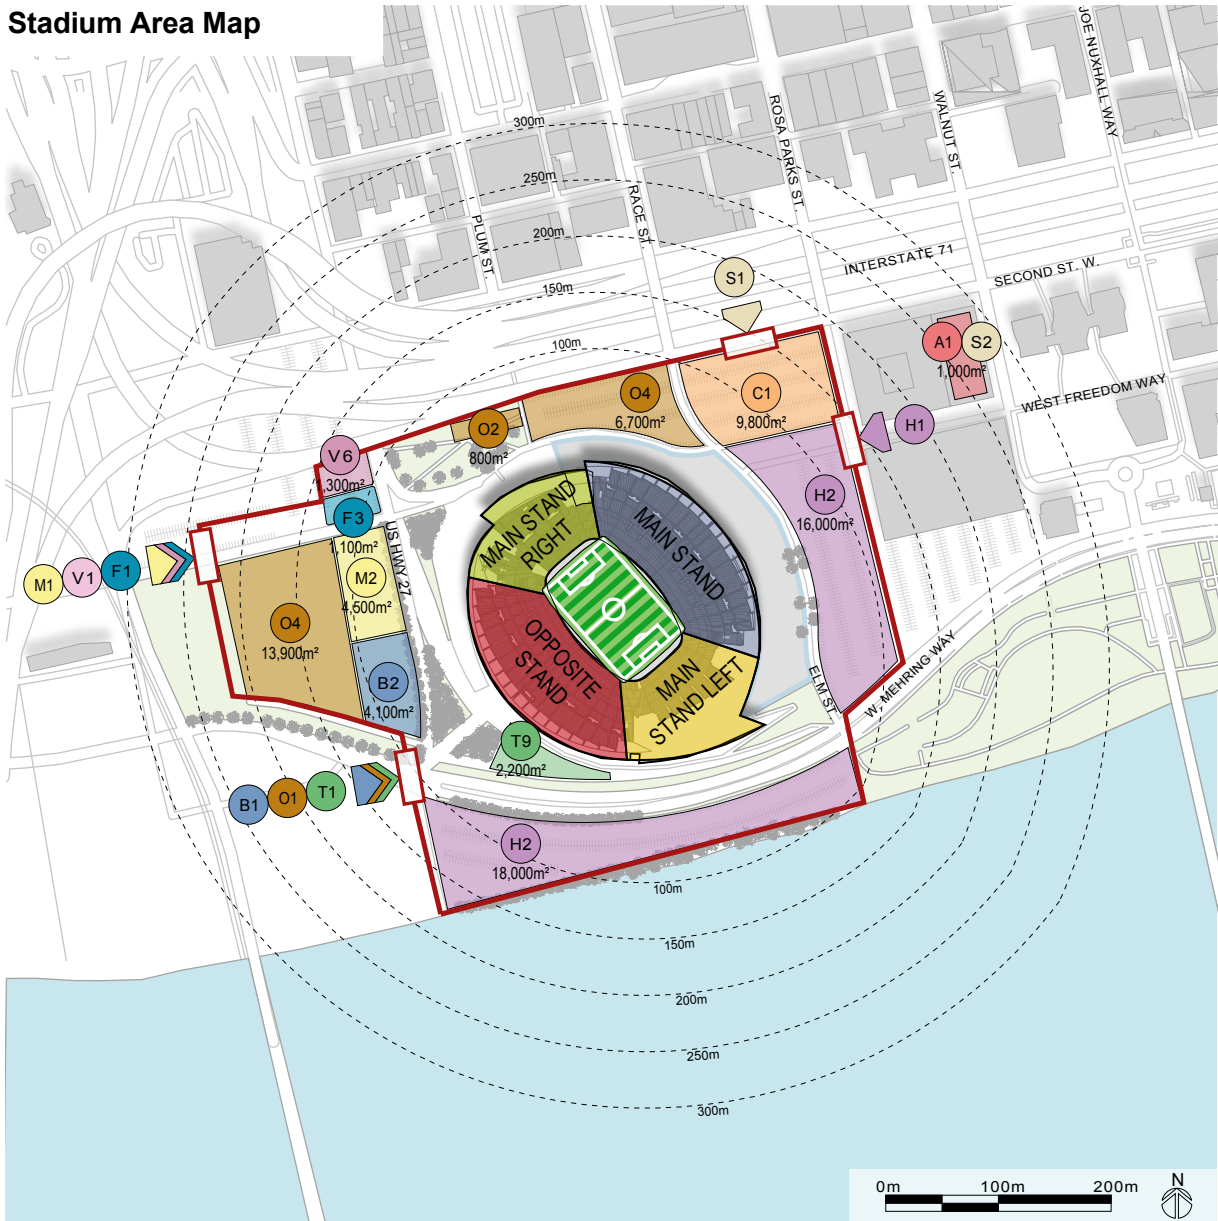 Stadium Area Map
JOE NUXHALL WAY
WALNUT ST.
ROSA PARKS ST.
RACE ST.
PLUM ST.
300m
250m
200m
150m
100m
INTERSTATE 71
SECOND ST. W.
WEST FREEDOM WAY
S1
A1
S2
1,000m²
C1
9,800m²
O4
6,700m²
O2
800m²
H1
V6
1,300m²
F3
1,100m²
H2
16,000m²
MAIN STAND
RIGHT
MAIN STAND
US HWY 27
M1
V1
F1
M2
4,500m²
O4
13,900m²
OPPOSITE
STAND
MAIN
STAND LEFT
B2
4,100m²
ELM ST
W. MEHRING WAY
T9
2,200m²
B1
O1
T1
H2
18,000m²
100m
150m
200m
250m
300m
0m
100m
200m
N